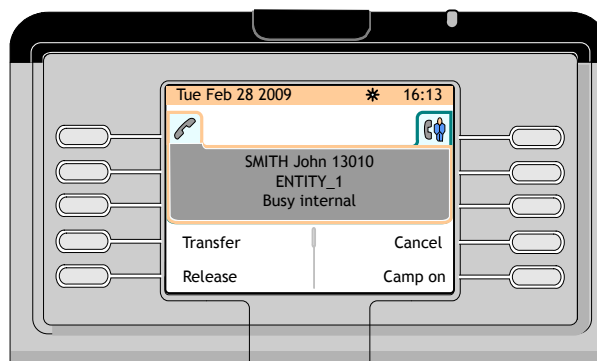 Tue Feb 28 2009 16:13
SMITH John 13010
ENTITY_1
Busy internal
Transfer Cancel
Release Camp on